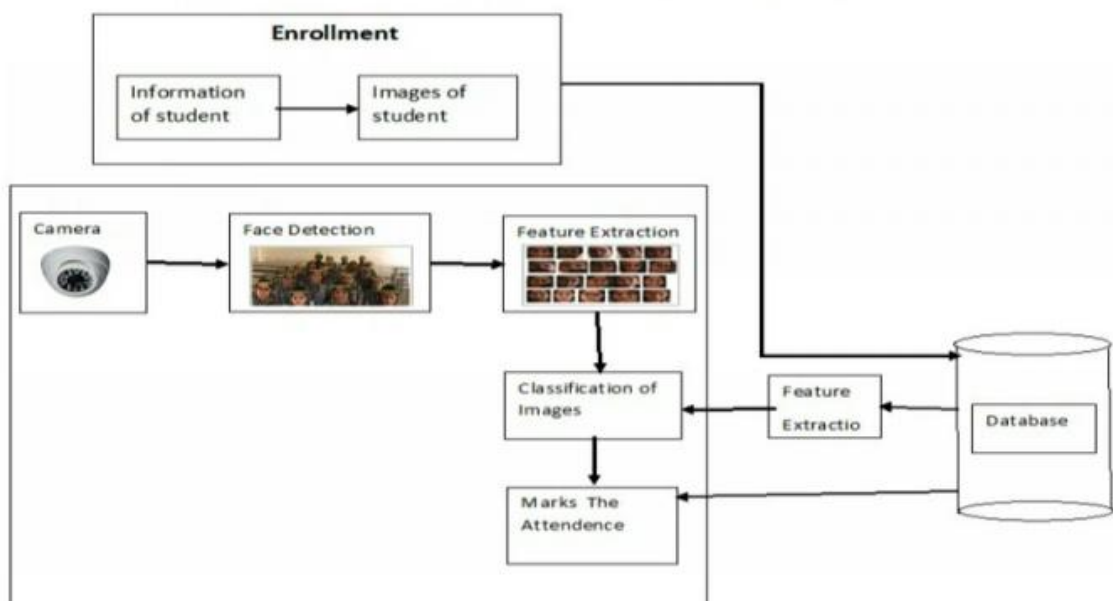 Enrollment
Information
of student
Images of
student
Camera
Face Detection
Feature Extraction
Classification of
Images
Feature
Extractio
Database
Marks The
Attendence